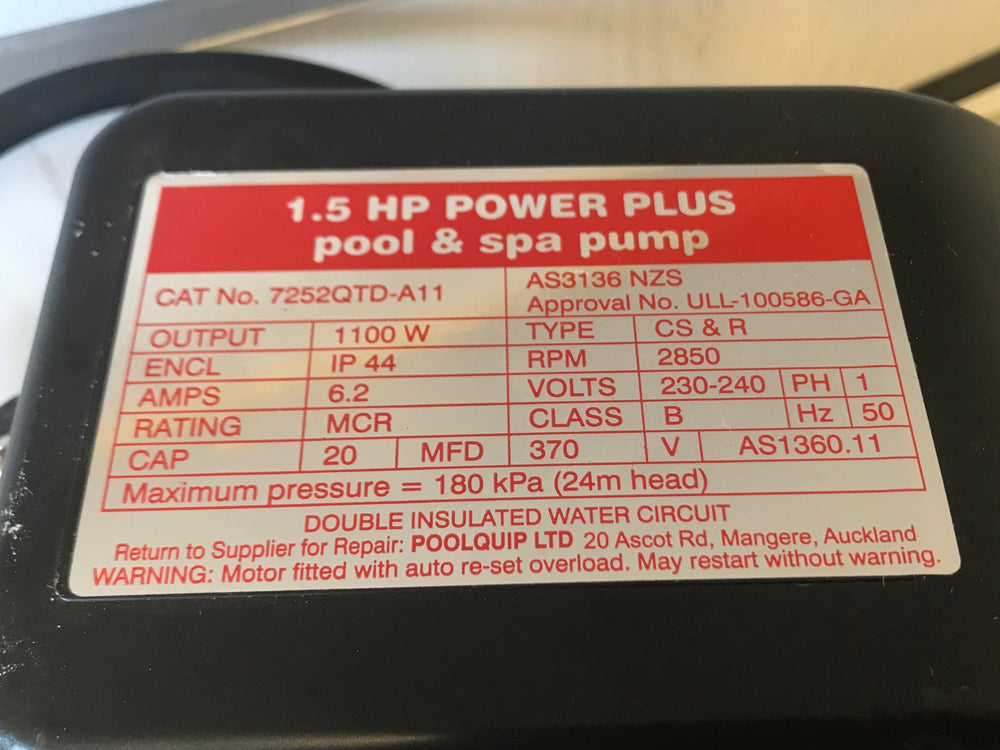 1.5 HP POWER PLUS
pool & spa pump
CAT No. 7252QTD-A11
AS3136 NZS
Approval No. ULL-100586-GA
OUTPUT 1100 W TYPE CS & R
ENCL IP 44 RPM 2850
AMPS 6.2 VOLTS 230-240 PH 1
RATING MCR CLASS B Hz 50
CAP 20 MFD 370 V AS1360.11
Maximum pressure = 180 kPa (24m head)
DOUBLE INSULATED WATER CIRCUIT
Return to Supplier for Repair: POOLQUIP LTD 20 Ascot Rd, Mangere, Auckland
WARNING: Motor fitted with auto re-set overload. May restart without warning.